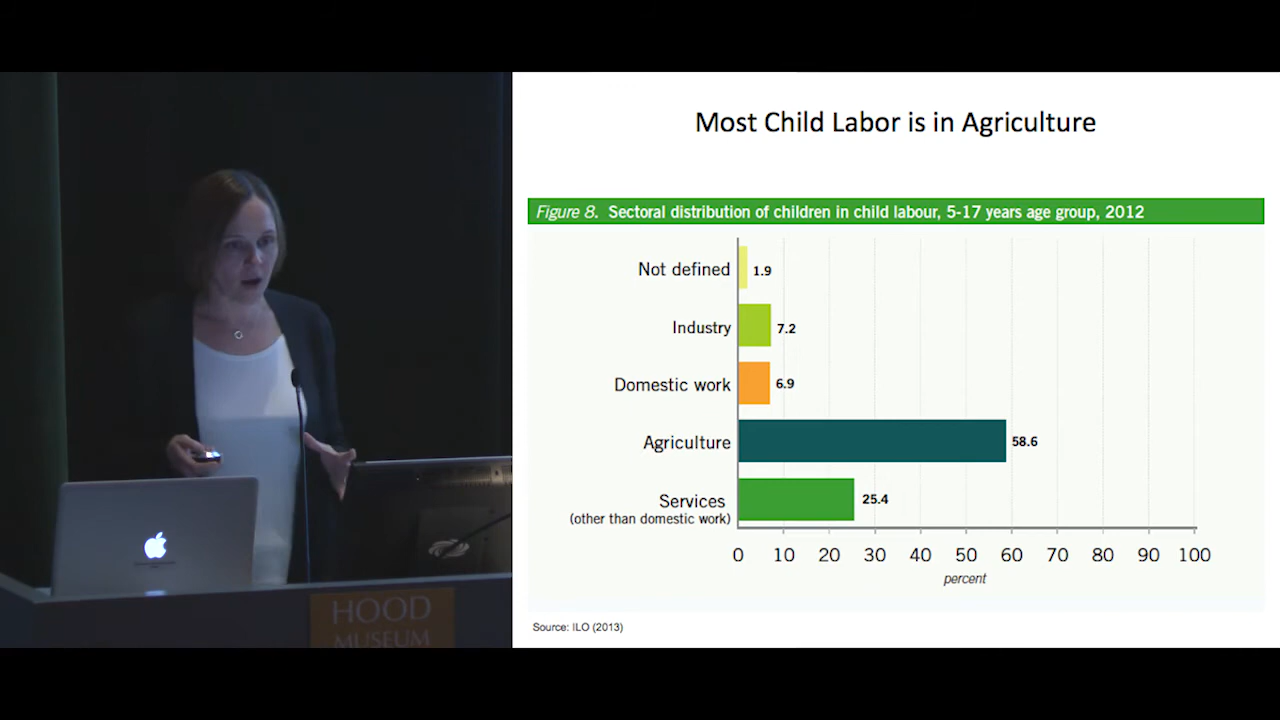 Most Child Labor is in Agriculture
Figure 8. Sectoral distribution of children in child labour, 5-17 years age group, 2012
Not defined 1.9
Industry 7.2
Domestic work 6.9
Agriculture 58.6
Services 25.4
(other than domestic work)
0 10 20 30 40 50 60 70 80 90 100
percent
Source: ILO (2013)
HOOD
MUSEUM